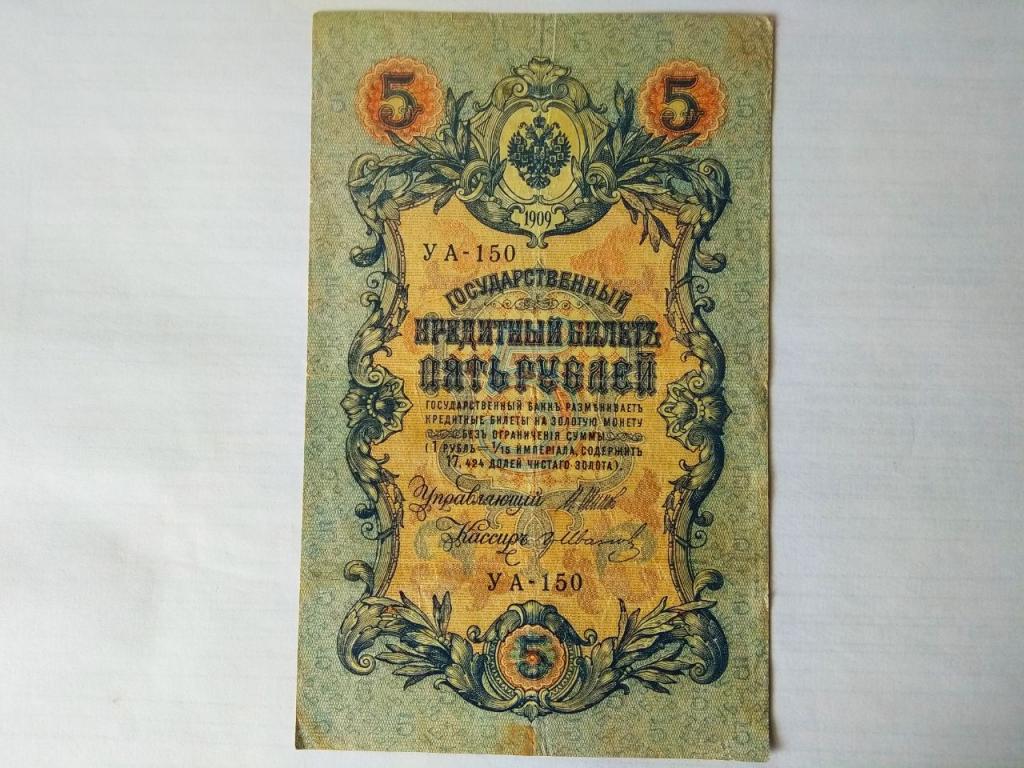 5 5
1909
УА-150
ГОСУДАРСТВЕННЫЙ
КРЕДИТНЫЙ БИЛЕТЪ
ПЯТЬ РУБЛЕЙ
ГОСУДАРСТВЕННЫЙ БАНКЪ РАЗМѢНИВАЕТЪ
КРЕДИТНЫЕ БИЛЕТЫ НА ЗОЛОТУЮ МОНЕТУ
БЕЗЪ ОГРАНИЧЕНІЯ СУММЫ
(1 РУБЛЬ = 1/15 ИМПЕРІАЛА, СОДЕРЖИТЪ
17,424 ДОЛЕЙ ЧИСТАГО ЗОЛОТА).
Управляющій
Кассиръ
УА-150
5